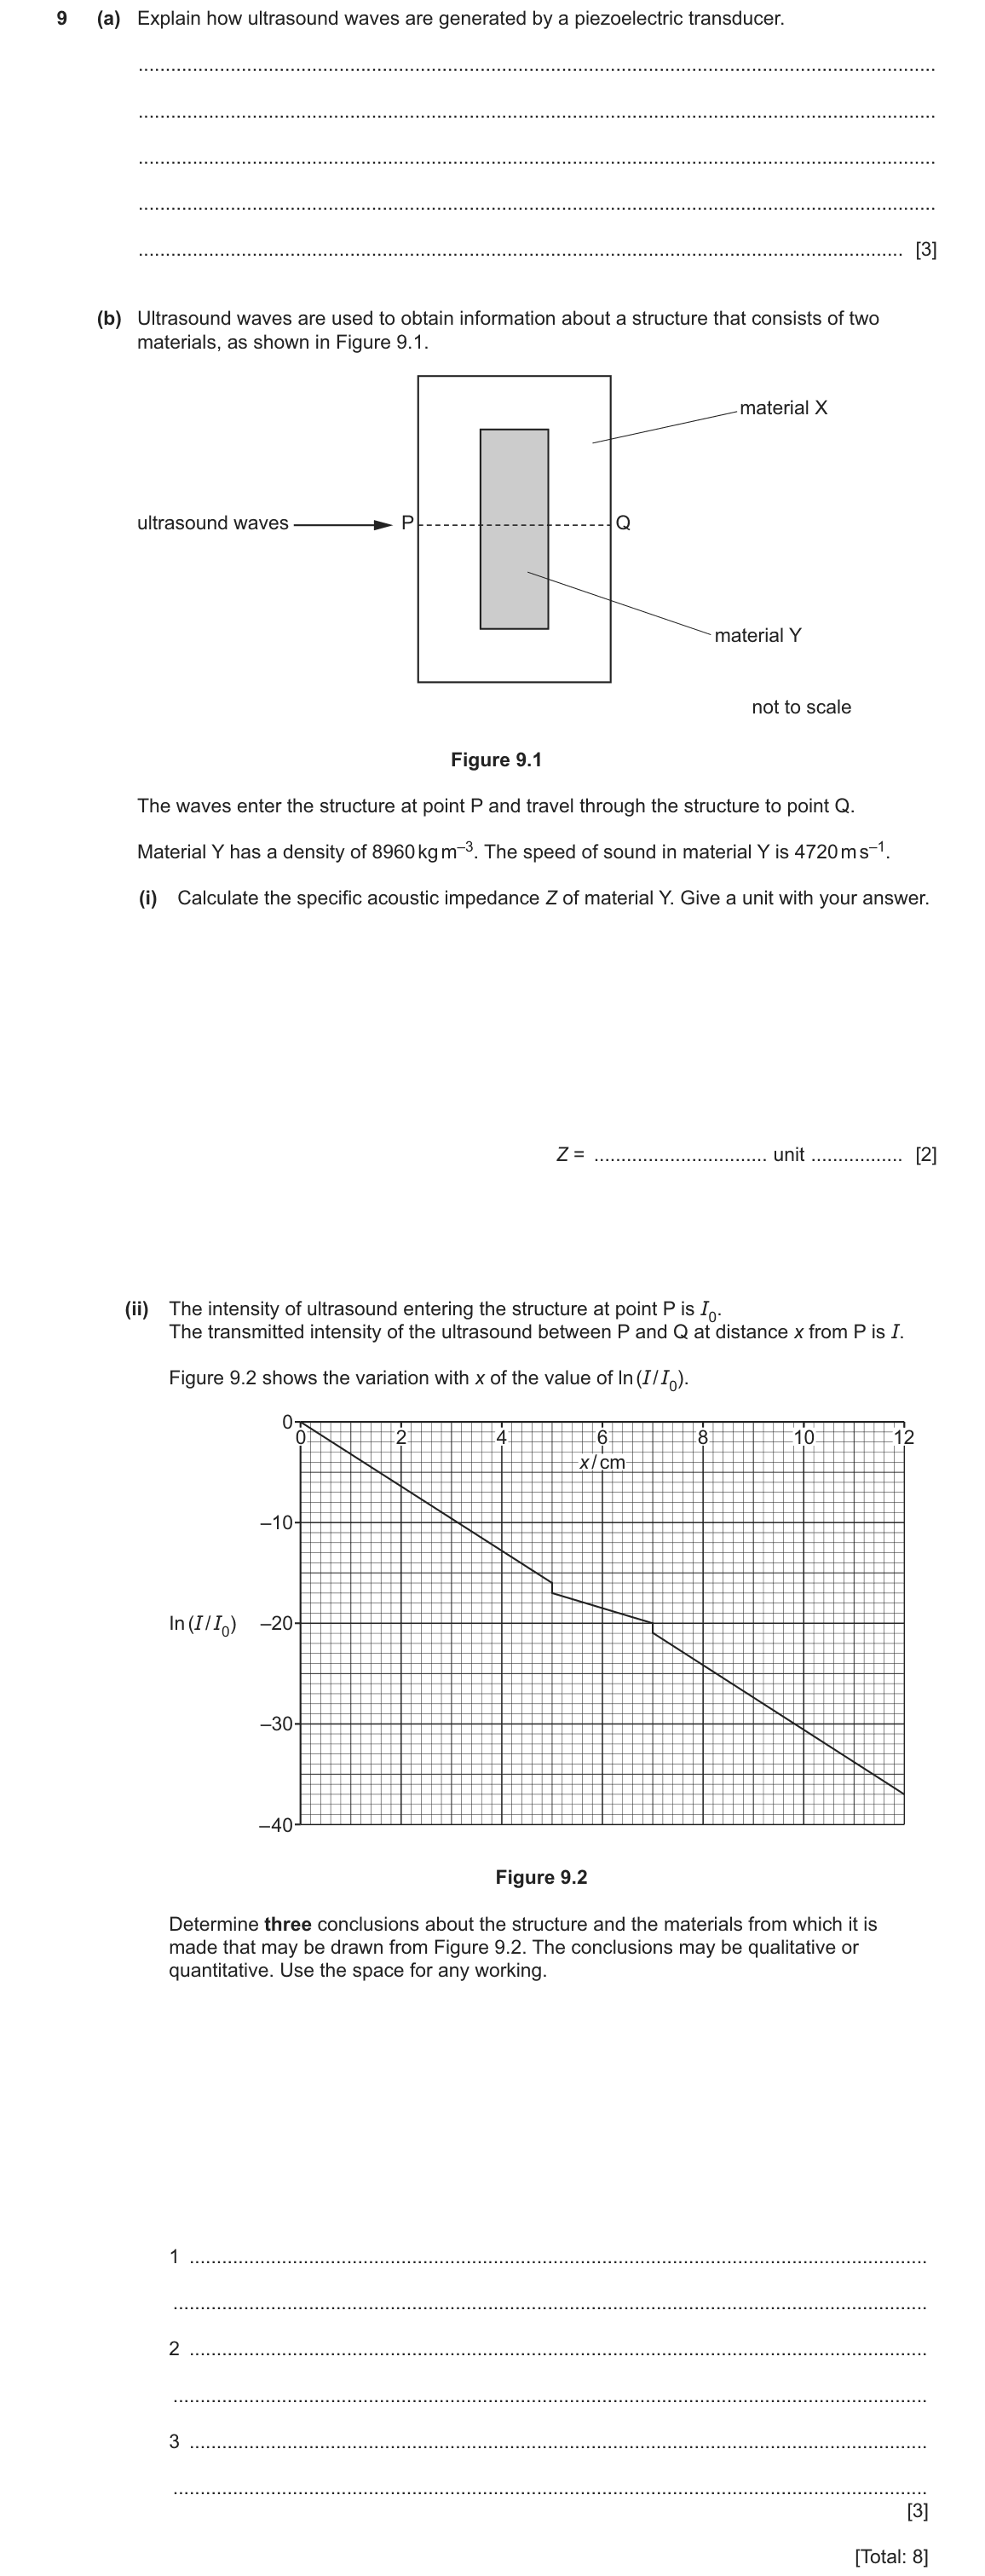 9 (a) Explain how ultrasound waves are generated by a piezoelectric transducer.
..........
..........
..........
..........
.......... [3]
(b) Ultrasound waves are used to obtain information about a structure that consists of two
materials, as shown in Figure 9.1.
material X
ultrasound waves P Q
material Y
not to scale
Figure 9.1
The waves enter the structure at point P and travel through the structure to point Q.
Material Y has a density of 8960 kg m⁻³. The speed of sound in material Y is 4720 m s⁻¹.
(i) Calculate the specific acoustic impedance Z of material Y. Give a unit with your answer.
Z = .......... unit .......... [2]
(ii) The intensity of ultrasound entering the structure at point P is I₀.
The transmitted intensity of the ultrasound between P and Q at distance x from P is I.
Figure 9.2 shows the variation with x of the value of ln (I/I₀).
0
0 2 4 6 8 10 12
x/cm
–10
ln (I/I₀) –20
–30
–40
Figure 9.2
Determine three conclusions about the structure and the materials from which it is
made that may be drawn from Figure 9.2. The conclusions may be qualitative or
quantitative. Use the space for any working.
1 ..........
..........
2 ..........
..........
3 ..........
..........
[3]
[Total: 8]